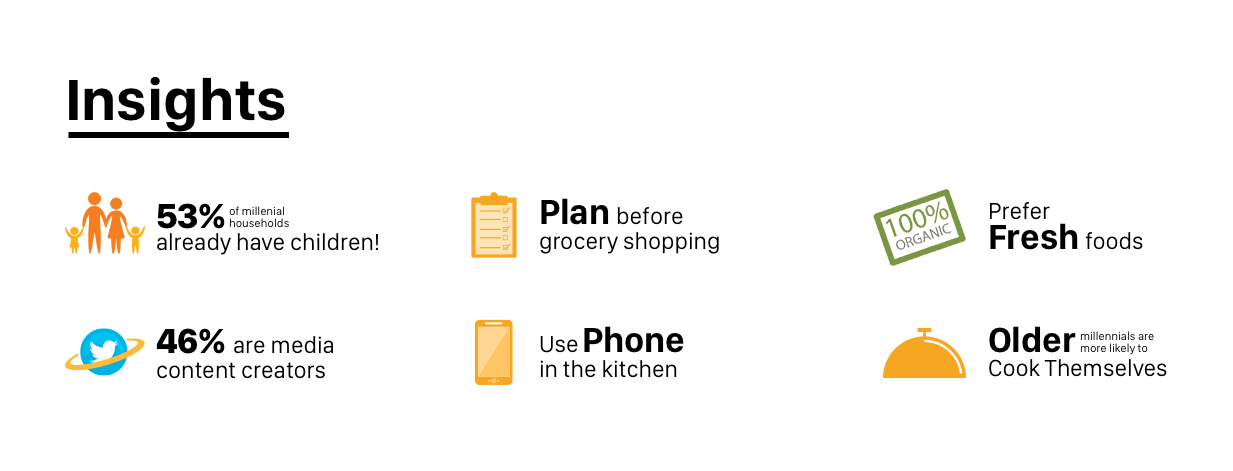 Insights
53% of millenial
households
already have children!
Plan before
grocery shopping
100%
ORGANIC
Prefer
Fresh foods
46% are media
content creators
Use Phone
in the kitchen
Older millennials are
more likely to
Cook Themselves